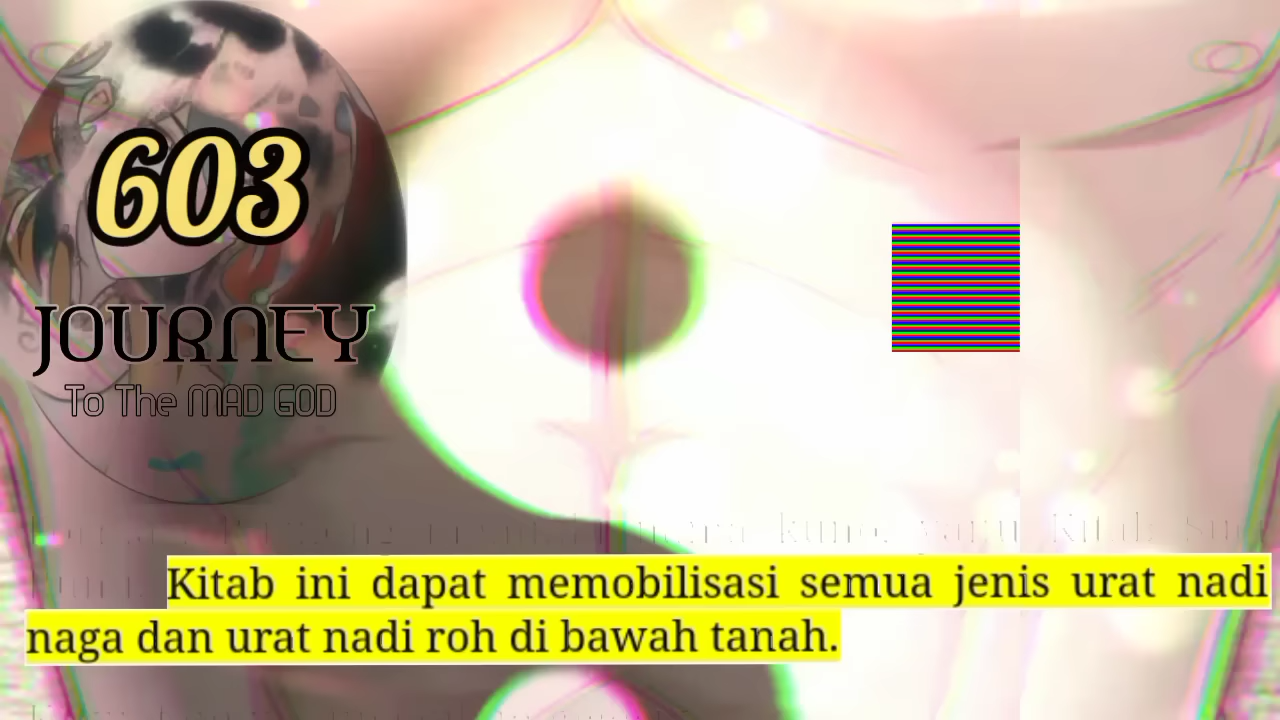 603
JOURNEY
To The MAD GOD
Kitab ini dapat memobilisasi semua jenis urat nadi
naga dan urat nadi roh di bawah tanah.